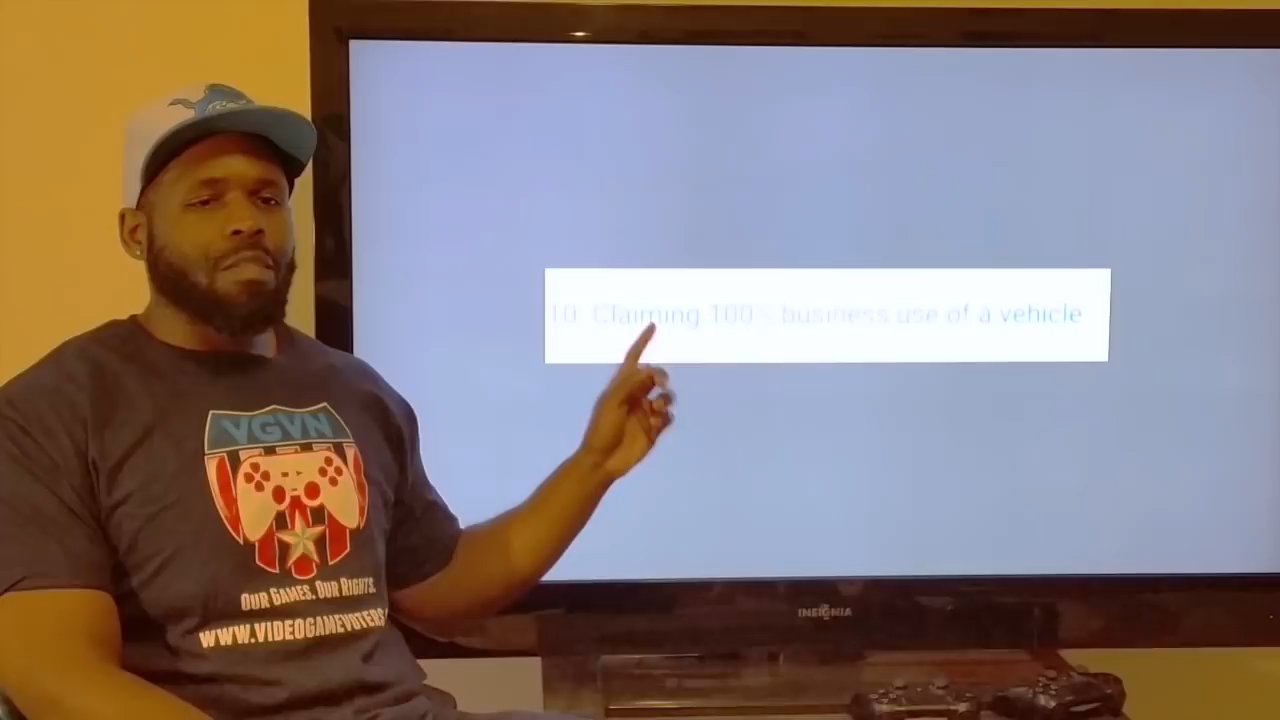 10. Claiming 100% business use of a vehicle
VGVN
OUR GAMES. OUR RIGHTS.
WWW.VIDEOGAMEVOTERS
INSIGNIA